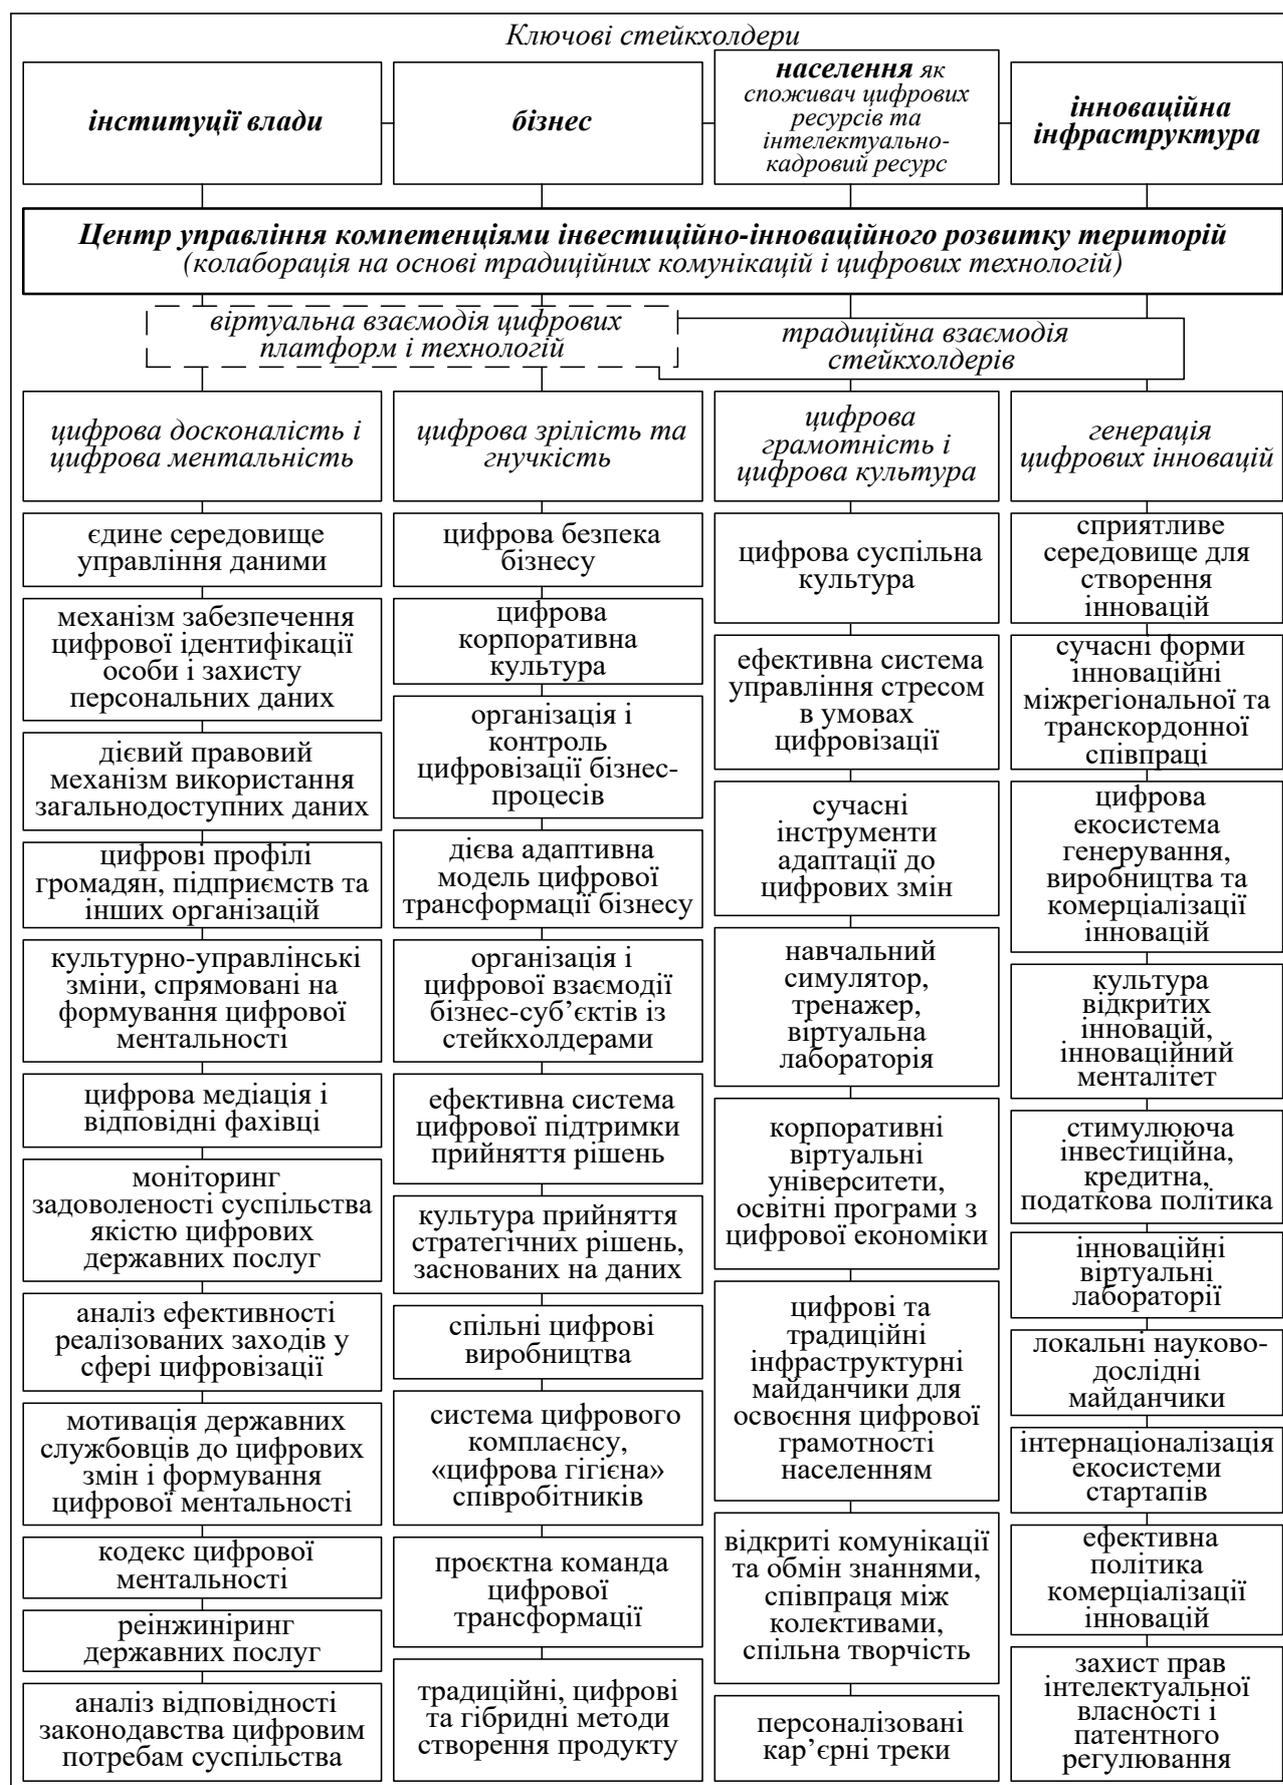 Ключові стейкхолдери
інституції влади
бізнес
населення як
споживач цифрових
ресурсів та
інтелектуально-
кадровий ресурс
інноваційна
інфраструктура
Центр управління компетенціями інвестиційно-інноваційного розвитку територій
(колаборація на основі традиційних комунікацій і цифрових технологій)
віртуальна взаємодія цифрових
платформ і технологій
традиційна взаємодія
стейкхолдерів
цифрова досконалість і
цифрова ментальність
цифрова зрілість та
гнучкість
цифрова
грамотність і
цифрова культура
генерація
цифрових інновацій
єдине середовище
управління даними
механізм забезпечення
цифрової ідентифікації
особи і захисту
персональних даних
дієвий правовий
механізм використання
загальнодоступних даних
цифрові профілі
громадян, підприємств та
інших організацій
культурно-управлінські
зміни, спрямовані на
формування цифрової
ментальності
цифрова медіація і
відповідні фахівці
моніторинг
задоволеності суспільства
якістю цифрових
державних послуг
аналіз ефективності
реалізованих заходів у
сфері цифровізації
мотивація державних
службовців до цифрових
змін і формування
цифрової ментальності
кодекс цифрової
ментальності
реінжиніринг
державних послуг
аналіз відповідності
законодавства цифровим
потребам суспільства
цифрова безпека
бізнесу
цифрова
корпоративна
культура
організація і
контроль
цифровізації бізнес-
процесів
дієва адаптивна
модель цифрової
трансформації бізнесу
організація і
цифрової взаємодії
бізнес-суб’єктів із
стейкхолдерами
ефективна система
цифрової підтримки
прийняття рішень
культура прийняття
стратегічних рішень,
заснованих на даних
спільні цифрові
виробництва
система цифрового
комплаєнсу,
«цифрова гігієна»
співробітників
проєктна команда
цифрової
трансформації
традиційні, цифрові
та гібридні методи
створення продукту
цифрова суспільна
культура
ефективна система
управління стресом
в умовах
цифровізації
сучасні
інструменти
адаптації до
цифрових змін
навчальний
симулятор,
тренажер,
віртуальна
лабораторія
корпоративні
віртуальні
університети,
освітні програми з
цифрової економіки
цифрові та
традиційні
інфраструктурні
майданчики для
освоєння цифрової
грамотності
населенням
відкриті комунікації
та обмін знаннями,
співпраця між
колективами,
спільна творчість
персоналізовані
кар’єрні треки
сприятливе
середовище для
створення
інновацій
сучасні форми
інноваційні
міжрегіональної та
транскордонної
співпраці
цифрова
екосистема
генерування,
виробництва та
комерціалізації
інновацій
культура
відкритих
інновацій,
інноваційний
менталітет
стимулююча
інвестиційна,
кредитна,
податкова політика
інноваційні
віртуальні
лабораторії
локальні науково-
дослідні
майданчики
інтернаціоналізація
екосистеми
стартапів
ефективна
політика
комерціалізації
інновацій
захист прав
інтелектуальної
власності і
патентного
регулювання